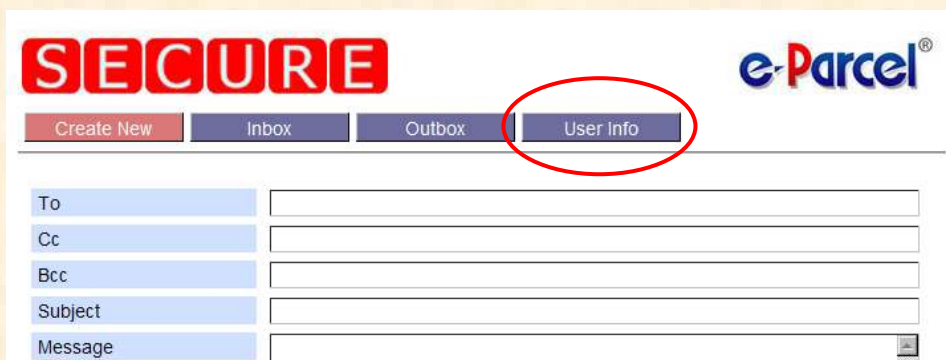 SECURE e-Parcel®
Create New Inbox Outbox User Info
To
Cc
Bcc
Subject
Message